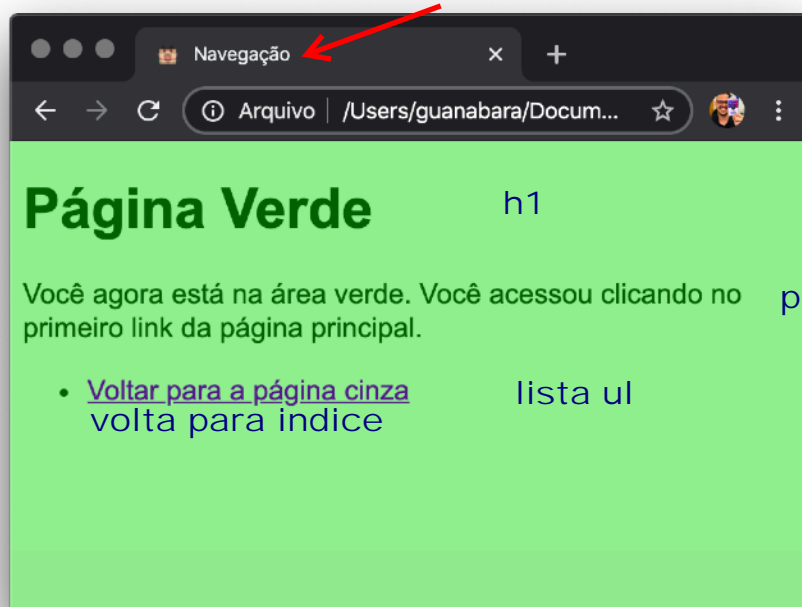 Navegação
Arquivo /Users/guanabara/Docum...
Página Verde h1
Você agora está na área verde. Você acessou clicando no p
primeiro link da página principal.
• Voltar para a página cinza lista ul
volta para indice